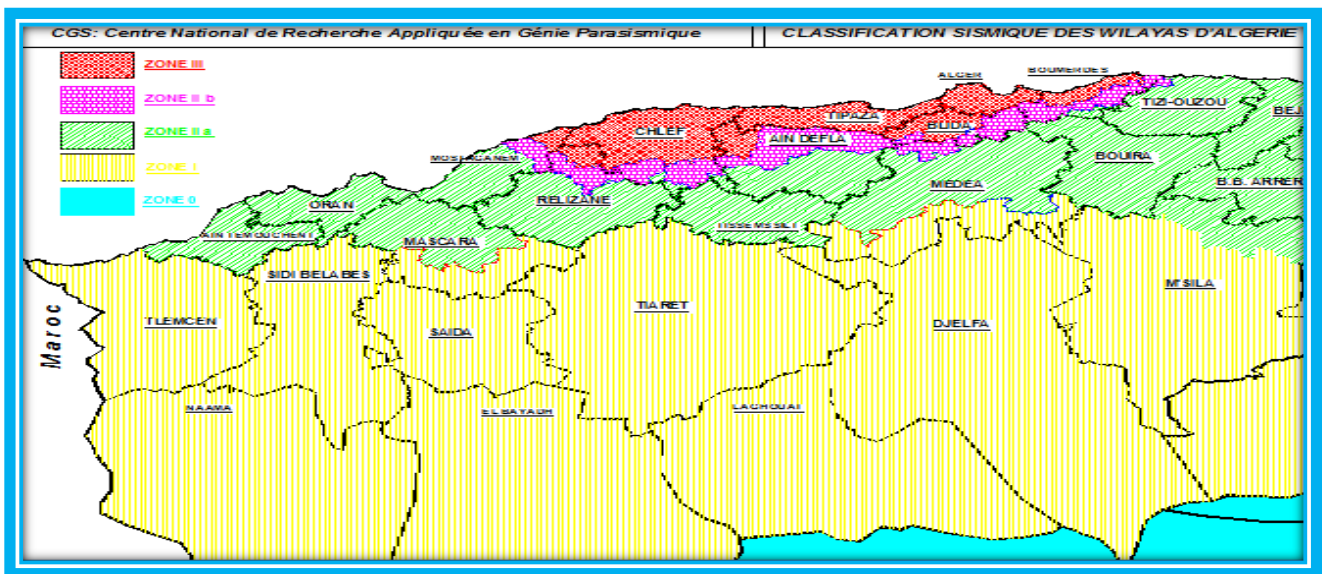 CGS: Centre National de Recherche Appliquée en Génie Parasismique
CLASSIFICATION SISMIQUE DES WILAYAS D'ALGERIE
ZONE III
ZONE II b
ZONE II a
ZONE I
ZONE 0
ALGER
BOUMERDES
TIZI-OUZOU
BEJ
TIPAZA
CHLEF
BLIDA
AIN DEFLA
MOSTAGANEM
BOUIRA
B.B. ARRER
MEDEA
RELIZANE
ORAN
TISSEMSILT
AIN TEMOUCHENT
MASCARA
SIDI BELABES
M'SILA
TIARET
TLEMCEN
SAIDA
DJELFA
Maroc
NAAMA
EL BAYADH
LAGHOUAT